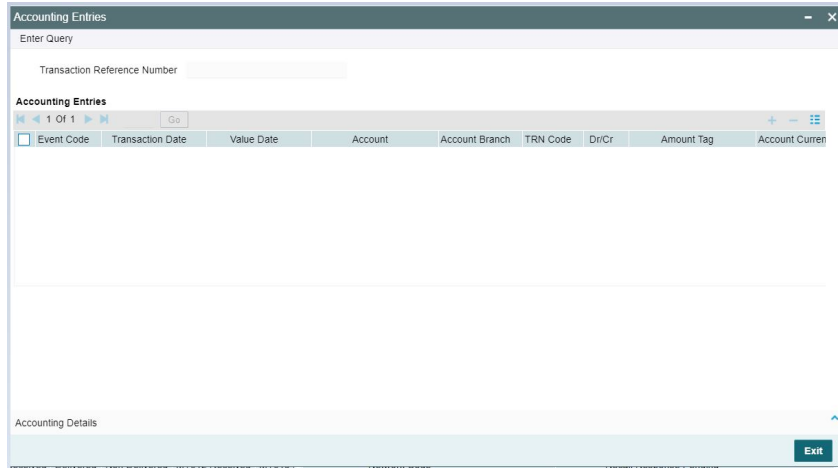 Accounting Entries
Enter Query
Transaction Reference Number
Accounting Entries
1 Of 1 Go
Event Code Transaction Date Value Date Account Account Branch TRN Code Dr/Cr Amount Tag Account Curren
Accounting Details
Exit